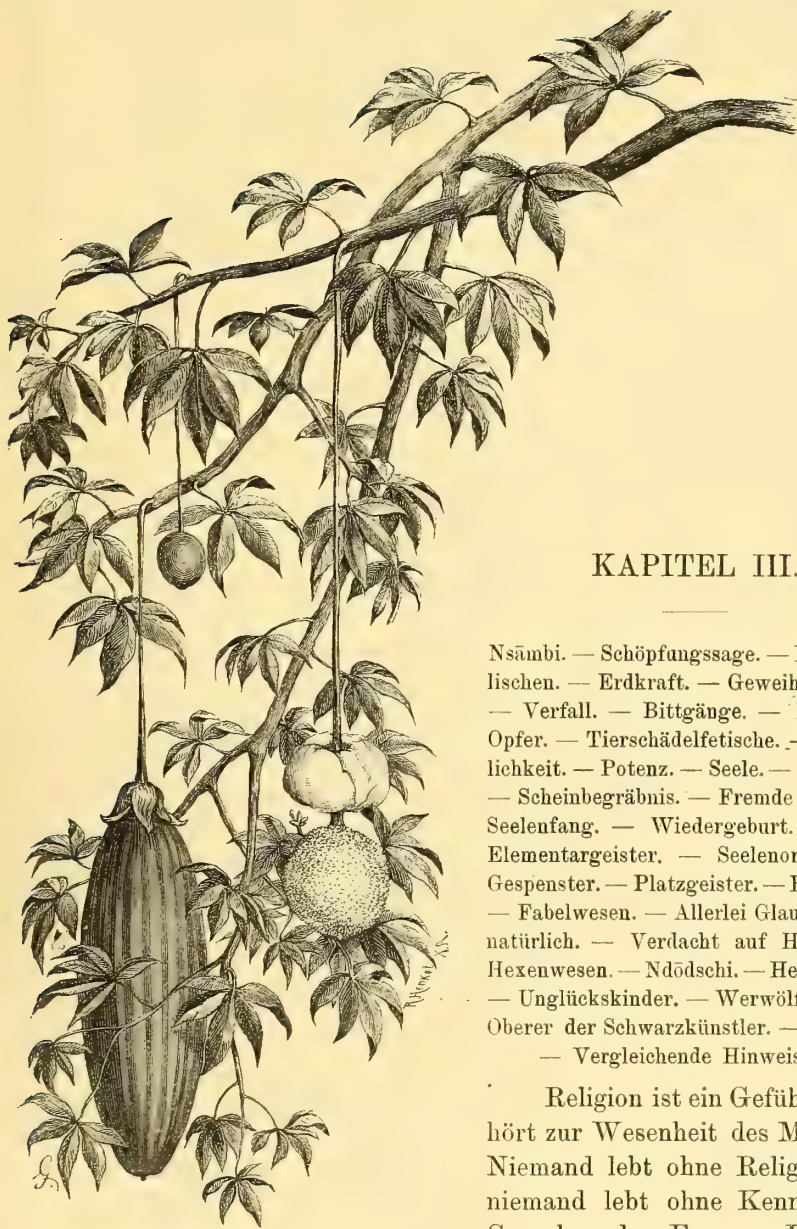 KAPITEL III.
Nsāmbi. — Schöpfungssage. —
lischen. — Erdkraft. — Geweih
— Verfall. — Bittgänge. —
Opfer. — Tierschädelfetische. —
lichkeit. — Potenz. — Seele. —
— Scheinbegräbnis. — Fremde
Seelenfang. — Wiedergeburt.
Elementargeister. — Seelenor
Gespenster. — Platzgeister. —
— Fabelwesen. — Allerlei Glau
natürlich. — Verdacht auf H
Hexenwesen. — Ndōdschi. — He
— Unglückskinder. — Werwölf
Oberer der Schwarzkünstler. —
— Vergleichende Hinweis
Religion ist ein Gefüh
hört zur Wesenheit des M
Niemand lebt ohne Relig
niemand lebt ohne Kenn
R. Henkel X.A.